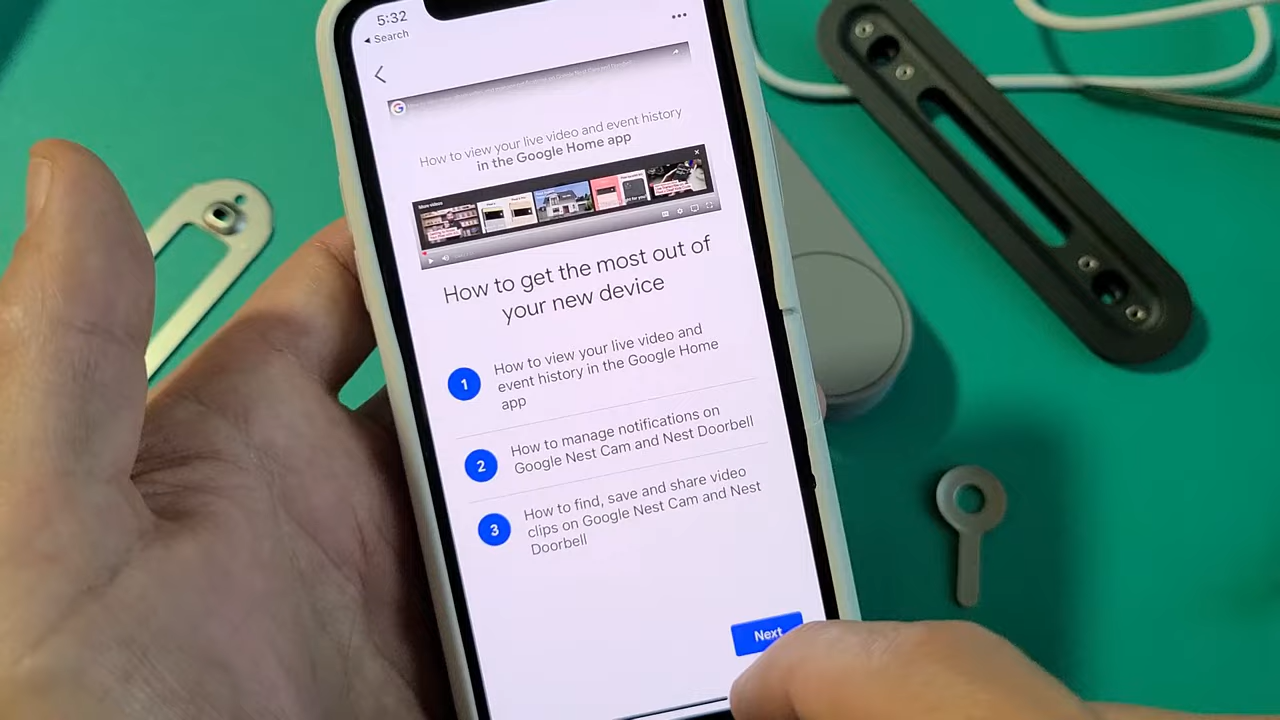 5:32
◂ Search
How to view your live video and event history
in the Google Home app
More videos
How to get the most out of
your new device
1
How to view your live video and
event history in the Google Home
app
2
How to manage notifications on
Google Nest Cam and Nest Doorbell
3
How to find, save and share video
clips on Google Nest Cam and Nest
Doorbell
Next